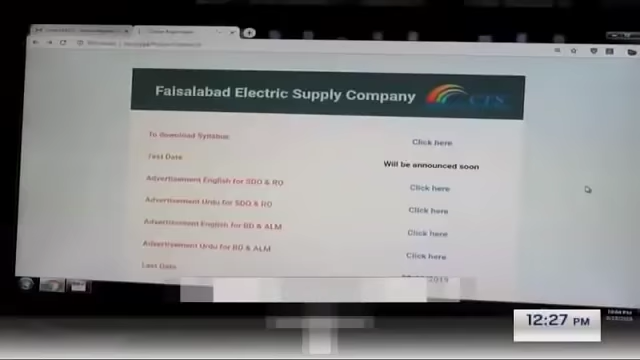 Faisalabad Electric Supply Company
To download Syllabus Click here
Test Date Will be announced soon
Advertisement English for SDO & RO Click here
Advertisement Urdu for SDO & RO Click here
Advertisement English for BD & ALM Click here
Advertisement Urdu for BD & ALM Click here
Last Date
12:27 PM